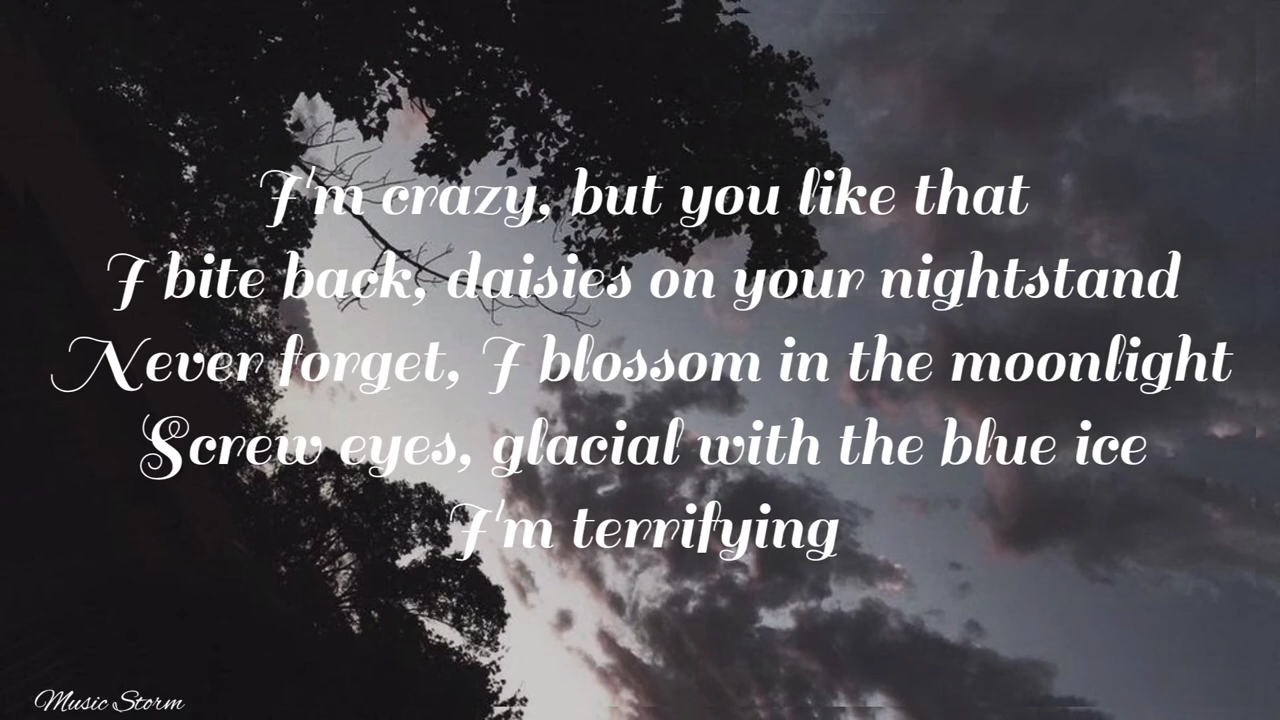 I'm crazy, but you like that
I bite back, daisies on your nightstand
Never forget, I blossom in the moonlight
Screw eyes, glacial with the blue ice
I'm terrifying
Music Storm